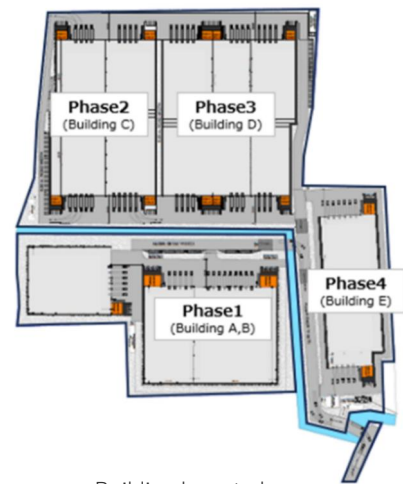 Phase2
(Building C)
Phase3
(Building D)
Phase4
(Building E)
Phase1
(Building A,B)